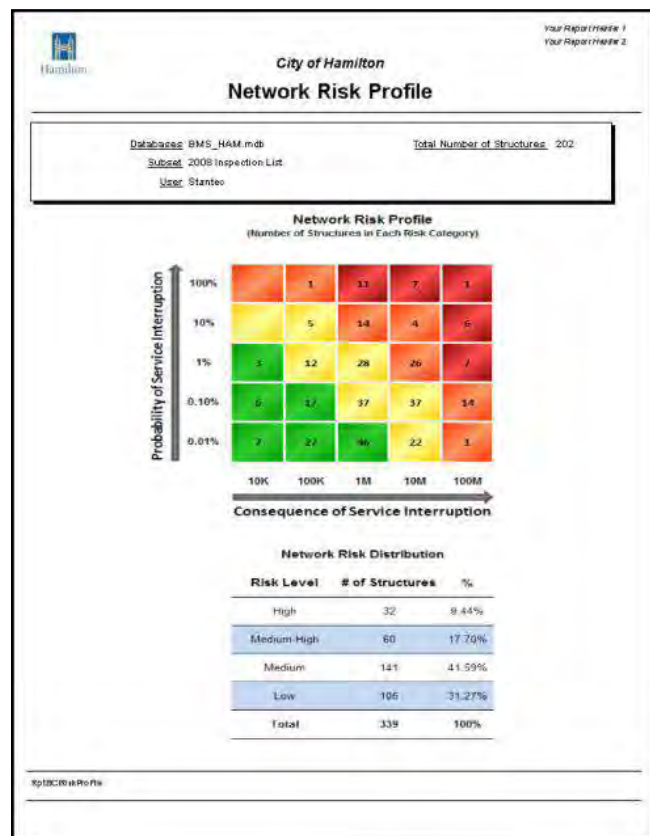 Your Report Header 1
Your Report Header 2
Hamilton
City of Hamilton
Network Risk Profile
Databases BMS_HAM.mdb
Total Number of Structures 202
Subset 2008 Inspection List
User Stantec
Network Risk Profile
(Number of Structures in Each Risk Category)
Probability of Service Interruption
100% 1 11 7 1
10% 5 14 4 6
1% 3 12 28 26 7
0.10% 6 17 37 37 14
0.01% 7 27 46 22 1
10K 100K 1M 10M 100M
Consequence of Service Interruption
Network Risk Distribution
Risk Level # of Structures %
High 32 9.44%
Medium-High 60 17.70%
Medium 141 41.59%
Low 106 31.27%
Total 339 100%